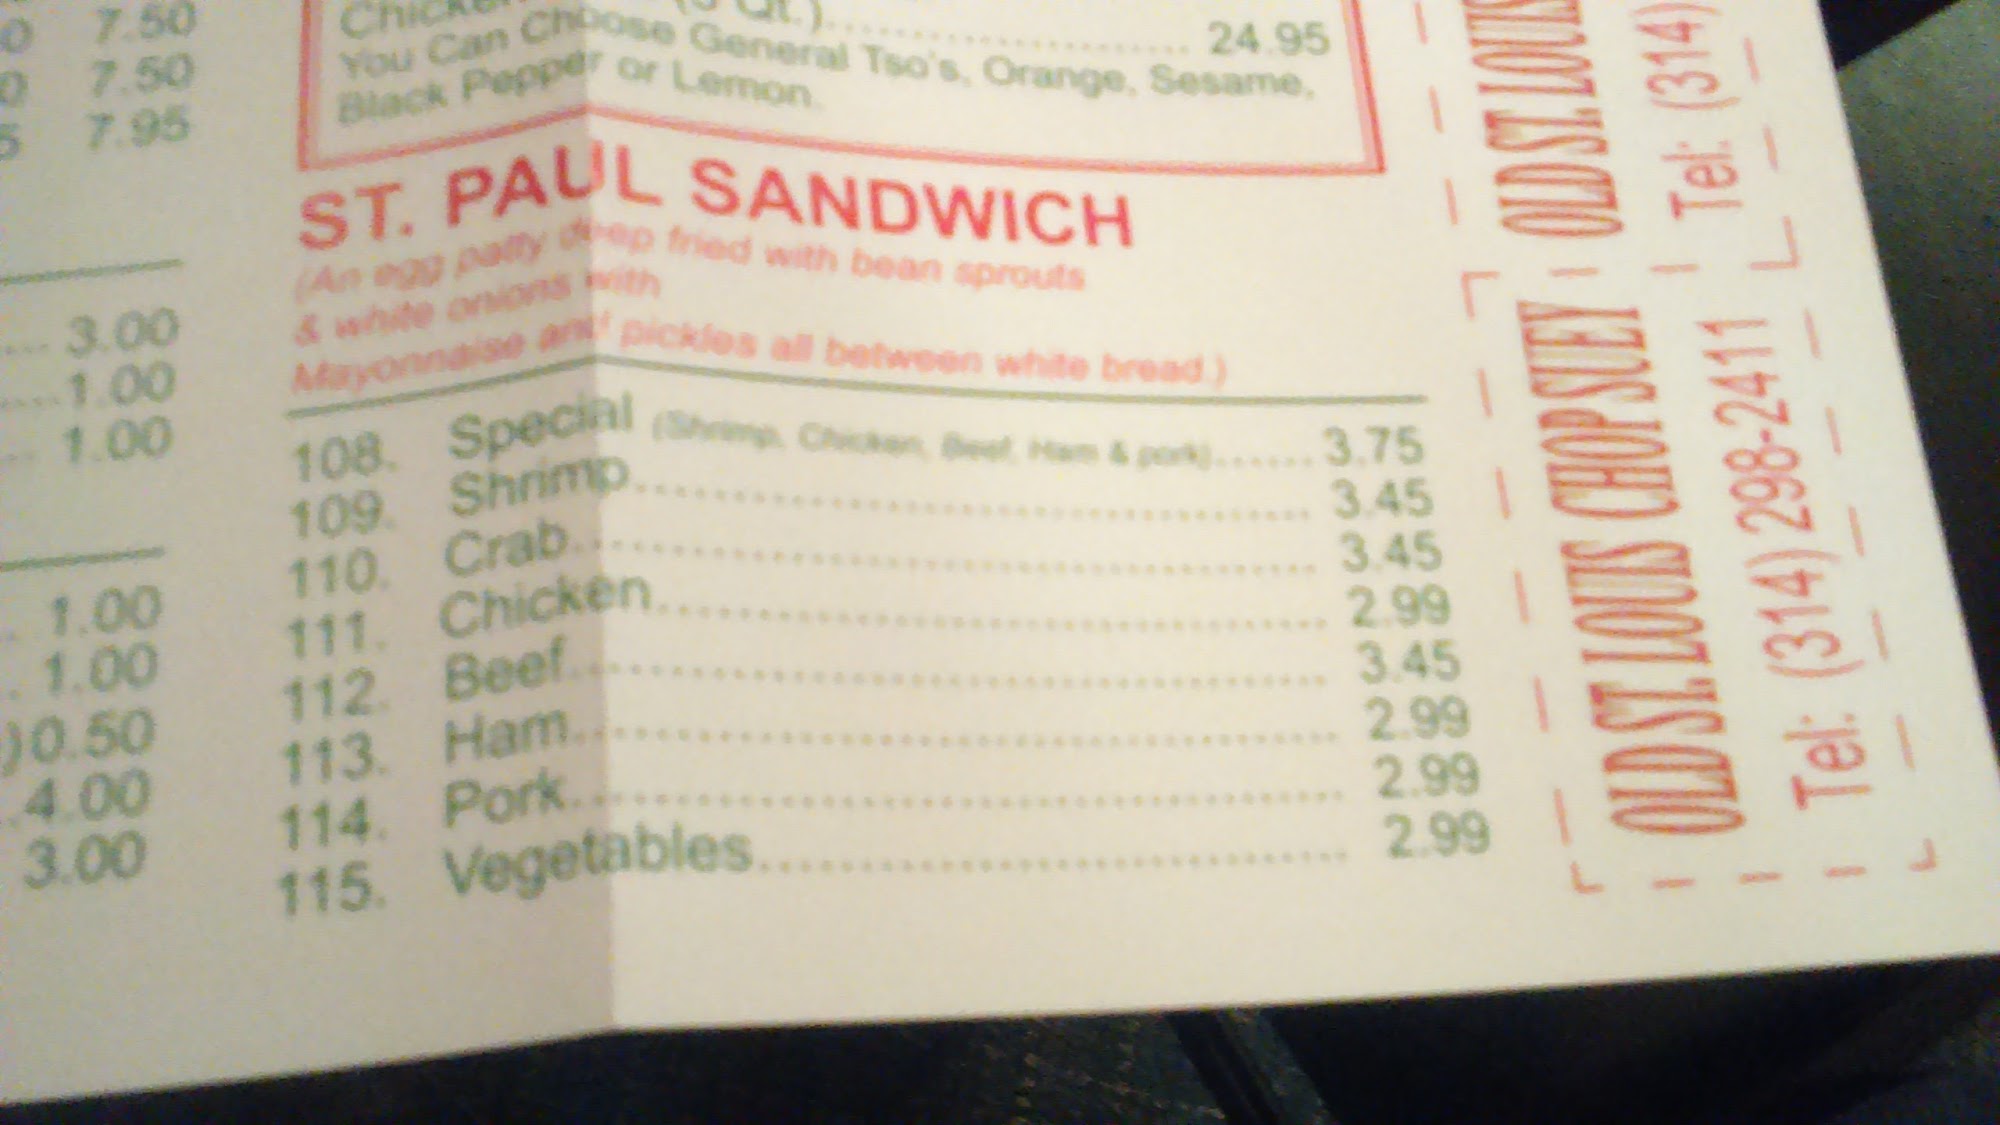 7.50
7.50
7.95
3.00
1.00
1.00
1.00
1.00
0.50
4.00
3.00
24.95
You Can Choose General Tso's, Orange, Sesame,
Black Pepper or Lemon.
ST. PAUL SANDWICH
(An egg patty deep fried with bean sprouts
& white onions with
Mayonnaise and pickles all between white bread.)
108. Special (Shrimp, Chicken, Beef, Ham & pork)...... 3.75
109. Shrimp 3.45
110. Crab 3.45
111. Chicken 2.99
112. Beef 3.45
113. Ham 2.99
114. Pork 2.99
115. Vegetables 2.99
OLD ST. LOUIS
Tel: (314)
OLD ST. LOUIS CHOP SUEY
Tel: (314) 298-2411